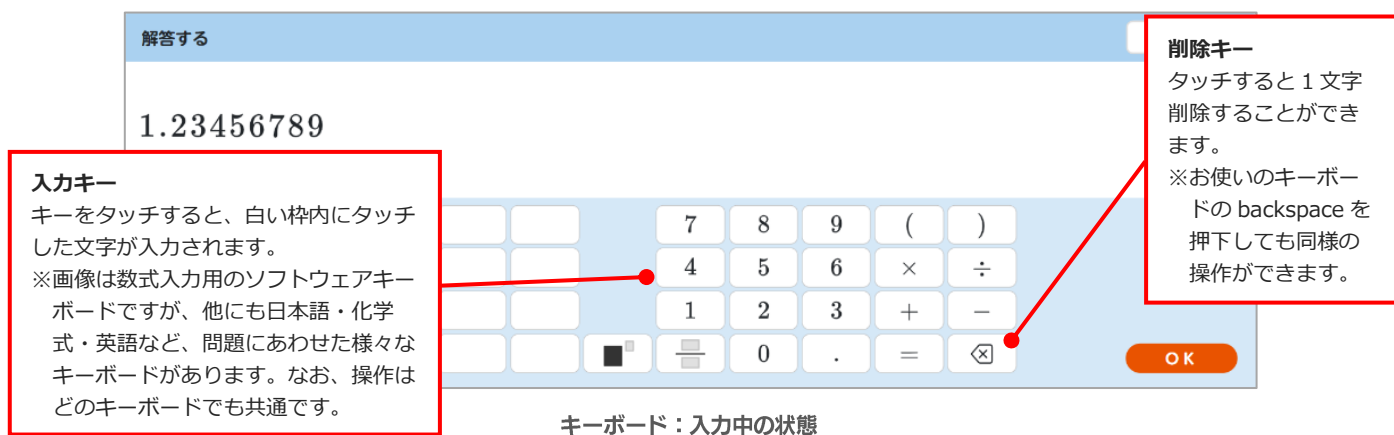 解答する
1.23456789
入力キー
キーをタッチすると、白い枠内にタッチ
した文字が入力されます。
※画像は数式入力用のソフトウェアキー
ボードですが、他にも日本語・化学
式・英語など、問題にあわせた様々な
キーボードがあります。なお、操作は
どのキーボードでも共通です。
削除キー
タッチすると 1 文字
削除することができ
ます。
※お使いのキーボー
ドの backspace を
押下しても同様の
操作ができます。
7 8 9 ( )
4 5 6 × ÷
1 2 3 + −
0 . =
OK
キーボード：入力中の状態